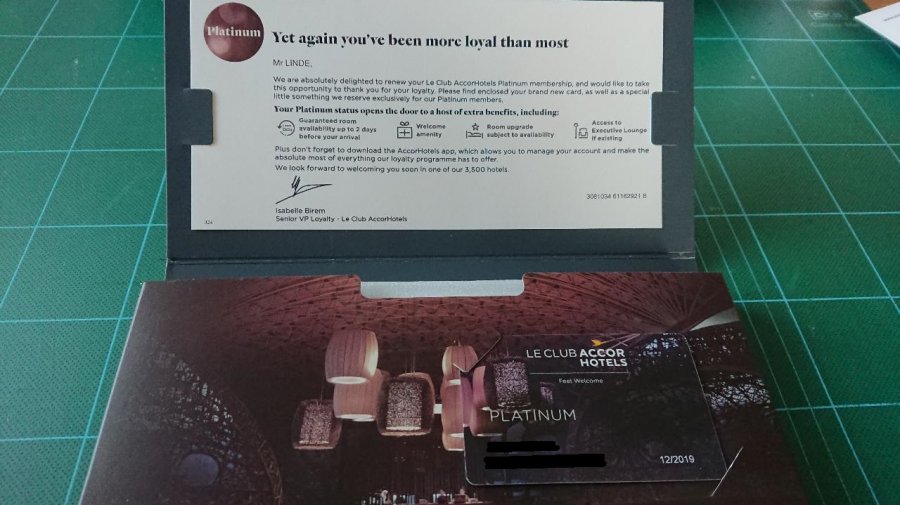 Platinum
Yet again you've been more loyal than most
Mr LINDE,
We are absolutely delighted to renew your Le Club AccorHotels Platinum membership, and would like to take
this opportunity to thank you for your loyalty. Please find enclosed your brand new card, as well as a special
little something we reserve exclusively for our Platinum members.
Your Platinum status opens the door to a host of extra benefits, including:
Guaranteed room
availability up to 2 days
before your arrival
Welcome
amenity
Room upgrade
subject to availability
Access to
Executive Lounge
if existing
Plus don't forget to download the AccorHotels app, which allows you to manage your account and make the
absolute most of everything our loyalty programme has to offer.
We look forward to welcoming you soon in one of our 3,500 hotels.
3081034 61162921 B
Isabelle Birem
Senior VP Loyalty - Le Club AccorHotels
LE CLUB ACCOR
HOTELS
Feel Welcome
PLATINUM
12/2019